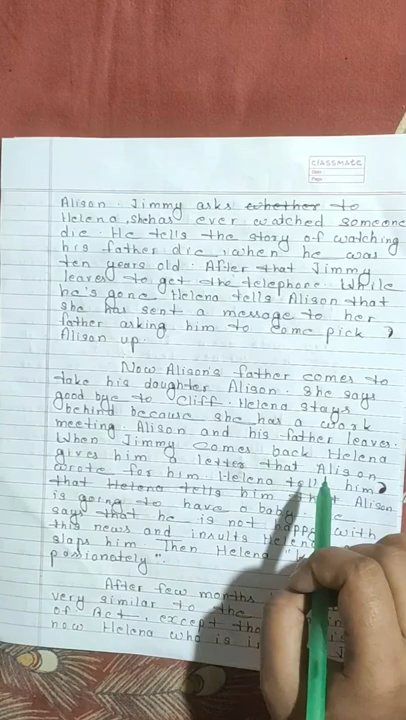 CLASSMATE
Date
Page
Alison. Jimmy asks whether to
Helena, shehas ever watched someone
die. He tells the story of watching
his father die, when he was
ten years old. After that Jimmy
leaves to get the telephone. While
he's gone Helena tells Alison that
she has sent a message to her
father asking him to come pick
Alison up.
Now Alison's father comes to
take his daughter Alison. She says
good bye to Cliff. Helena stays
behind because she has a work
meeting Alison and his father leaves.
When Jimmy comes back Helena
gives him a letter that Alison
wrote for him. Helena tells him
that Helena tells him that Alison
is going to have a baby.
says that he is not happy with
this news and insults Helena
slaps him. Then Helena
passionately".
After few months
very similar to the
of Act, except
now Helena who is